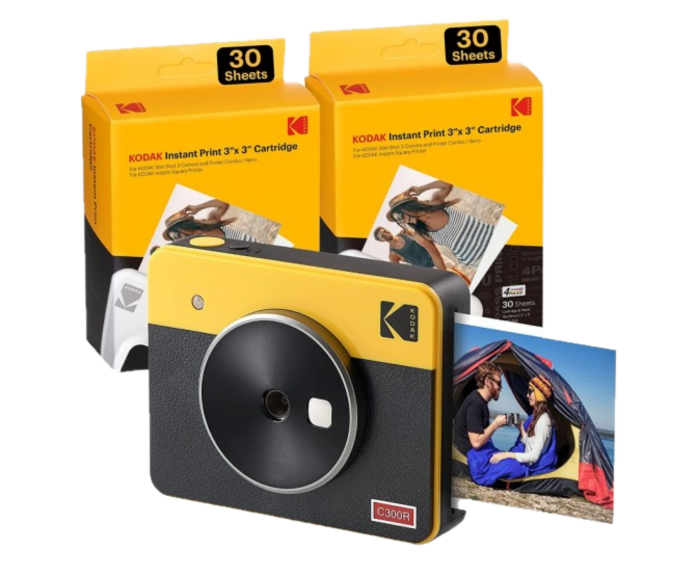 30
Sheets
KODAK Instant Print 3"x 3" Cartridge
For KODAK Mini Shot 3 Camera and Printer Combo / Retro
For KODAK Instant Square Printer
30
Sheets
KODAK Instant Print 3"x 3" Cartridge
For KODAK Mini Shot 3 Camera and Printer Combo / Retro
For KODAK Instant Square Printer
4PASS
30 Sheets
KODAK
C300R